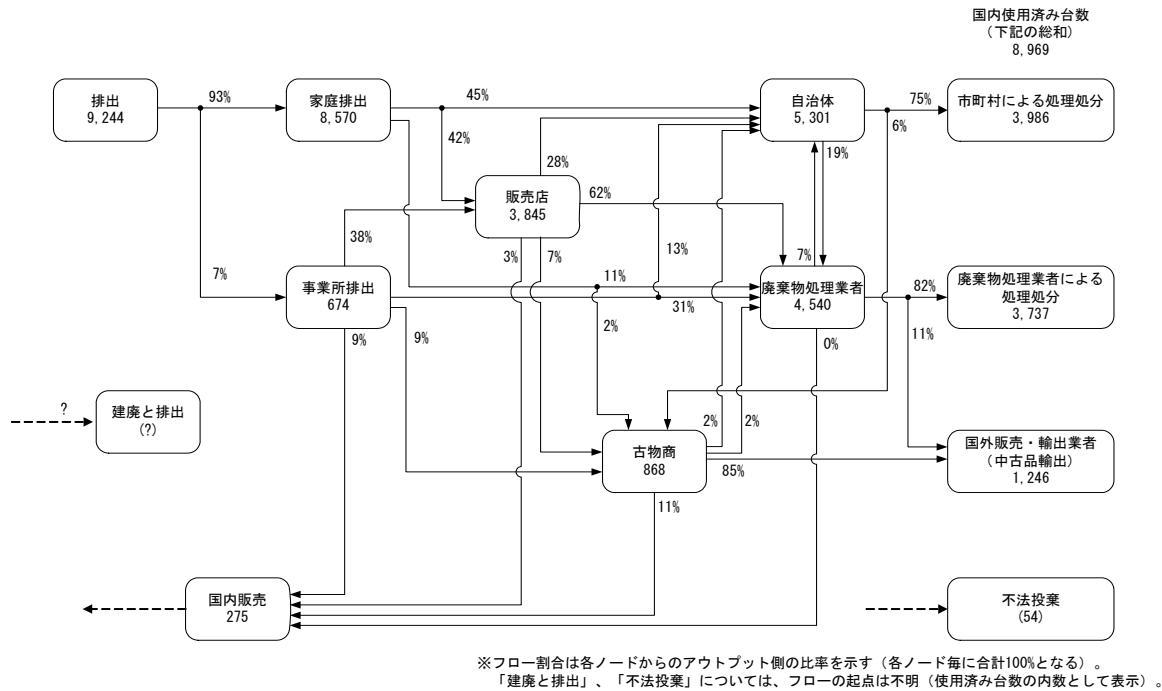 国内使用済み台数
（下記の総和）
8,969
排出
9,244
93%
家庭排出
8,570
45%
自治体
5,301
75%
市町村による処理処分
3,986
6%
42%
19%
28%
販売店
3,845
62%
38%
3%
7%
13%
7%
7%
事業所排出
674
11%
31%
廃棄物処理業者
4,540
82%
廃棄物処理業者による
処理処分
3,737
11%
9%
9%
2%
0%
?
建廃と排出
(?)
古物商
868
2%
2%
85%
国外販売・輸出業者
（中古品輸出）
1,246
11%
国内販売
275
不法投棄
(54)
※フロー割合は各ノードからのアウトプット側の比率を示す（各ノード毎に合計100%となる）。
「建廃と排出」、「不法投棄」については、フローの起点は不明（使用済み台数の内数として表示）。